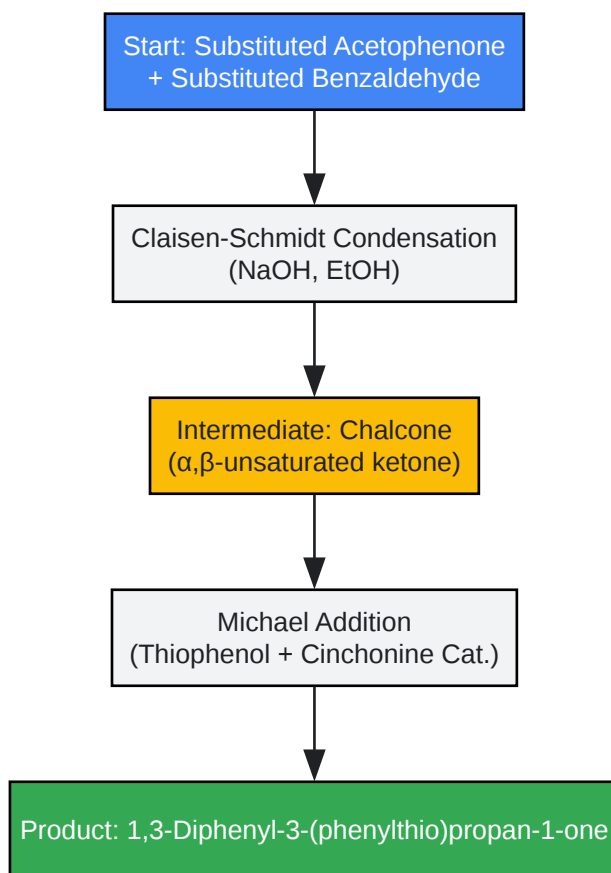 Start: Substituted Acetophenone
+ Substituted Benzaldehyde
Claisen-Schmidt Condensation
(NaOH, EtOH)
Intermediate: Chalcone
(α,β-unsaturated ketone)
Michael Addition
(Thiophenol + Cinchonine Cat.)
Product: 1,3-Diphenyl-3-(phenylthio)propan-1-one